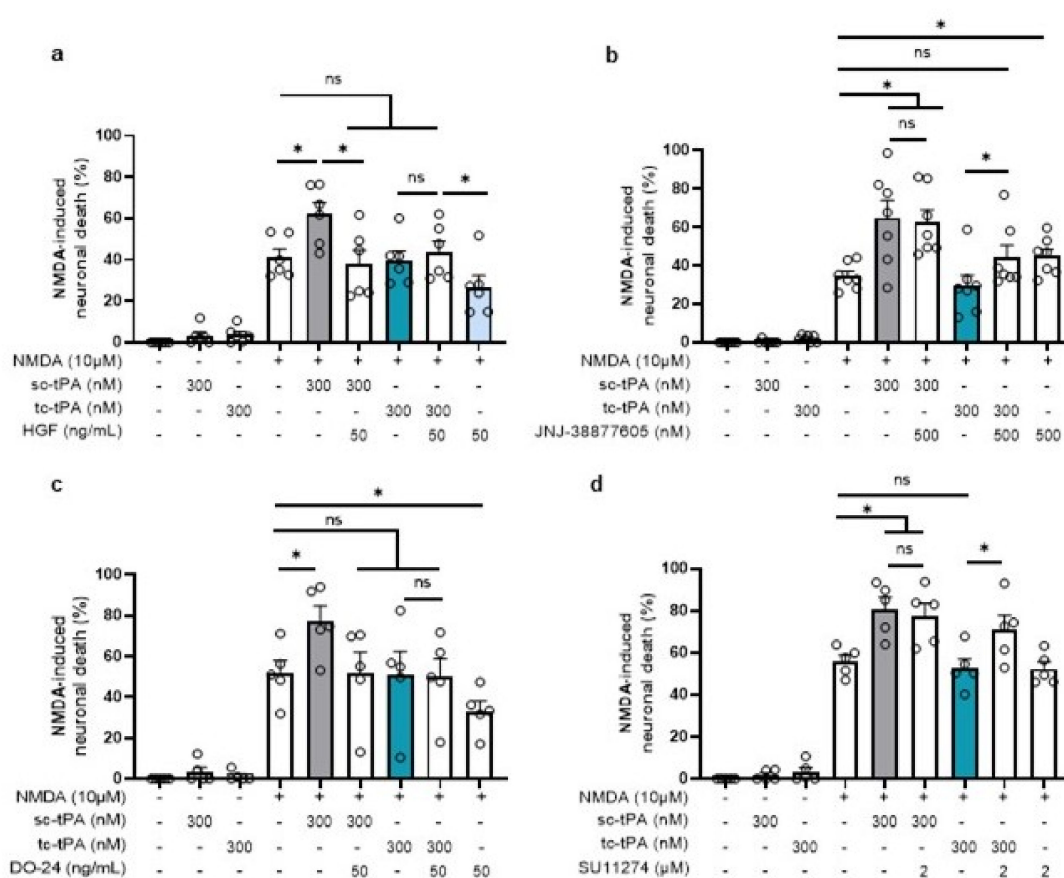 a
ns
* *
ns *
100
80
60
40
20
0
NMDA-induced
neuronal death (%)
NMDA (10µM) - - - + + + + + +
sc-tPA (nM) - 300 - - 300 300 - - -
tc-tPA (nM) - - 300 - - - 300 300 -
HGF (ng/mL) - - - - - 50 - 50 50
b
*
ns
*
ns
*
100
80
60
40
20
0
NMDA-induced
neuronal death (%)
NMDA (10µM) - - - + + + + + +
sc-tPA (nM) - 300 - - 300 300 - - -
tc-tPA (nM) - - 300 - - - 300 300 -
JNJ-38877605 (nM) - - - - - 500 - 500 500
c
*
ns
*
ns
100
80
60
40
20
0
NMDA-induced
neuronal death (%)
NMDA (10µM) - - - + + + + + +
sc-tPA (nM) - 300 - - 300 300 - - -
tc-tPA (nM) - - 300 - - - 300 300 -
DO-24 (ng/mL) - - - - - 50 - 50 50
d
ns
*
ns
*
100
80
60
40
20
0
NMDA-induced
neuronal death (%)
NMDA (10µM) - - - + + + + + +
sc-tPA (nM) - 300 - - 300 300 - - -
tc-tPA (nM) - - 300 - - - 300 300 -
SU11274 (µM) - - - - - 2 - 2 2